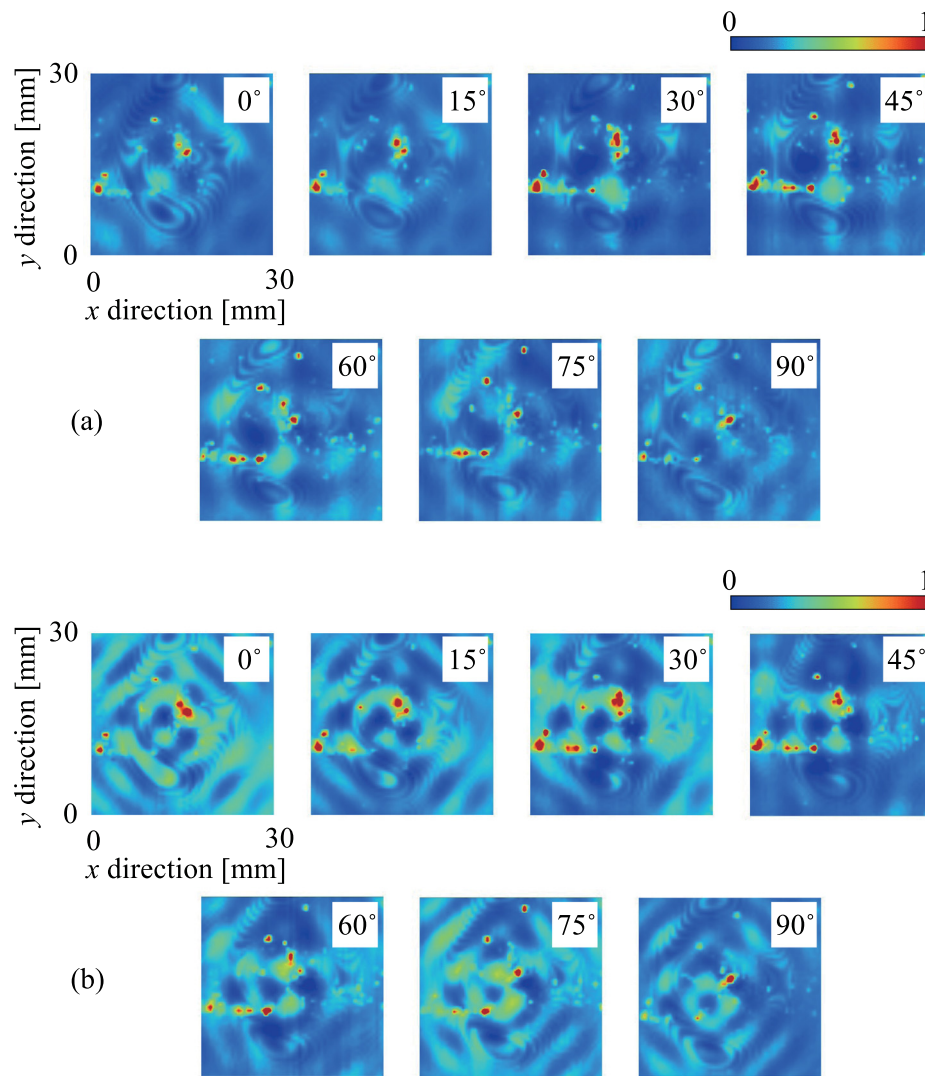 0 1
30
0˚ 15˚ 30˚ 45˚
y direction [mm]
0
0 30
x direction [mm]
60˚ 75˚ 90˚
(a)
0 1
30
0˚ 15˚ 30˚ 45˚
y direction [mm]
0
0 30
x direction [mm]
60˚ 75˚ 90˚
(b)